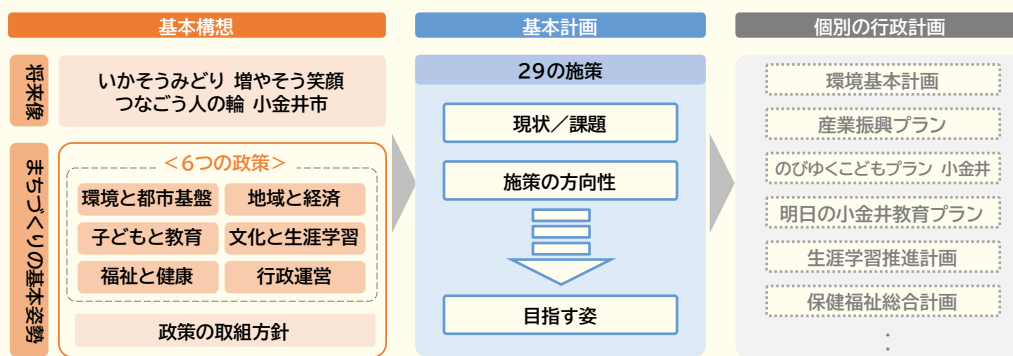 基本構想
将来像
いかそうみどり 増やそう笑顔
つなごう人の輪 小金井市
まちづくりの基本姿勢
<6つの政策>
環境と都市基盤
地域と経済
子どもと教育
文化と生涯学習
福祉と健康
行政運営
政策の取組方針
基本計画
29の施策
現状／課題
施策の方向性
目指す姿
個別の行政計画
環境基本計画
産業振興プラン
のびゆくこどもプラン 小金井
明日の小金井教育プラン
生涯学習推進計画
保健福祉総合計画
: